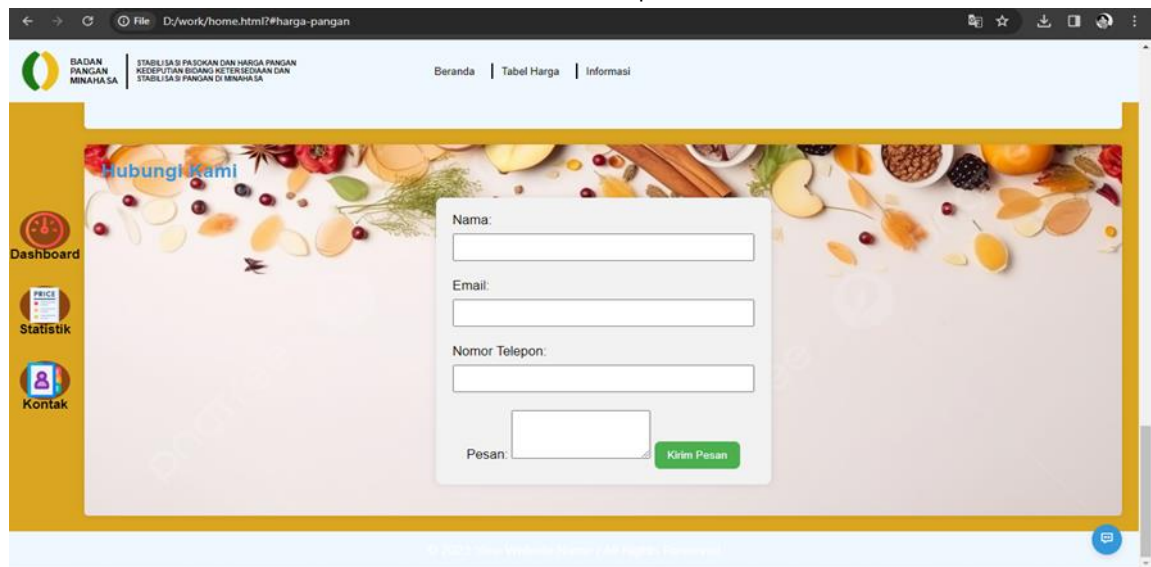 File D:/work/home.html?#harga-pangan
BADAN
PANGAN
MINAHASA
STABILISASI PASOKAN DAN HARGA PANGAN
KEDEPUTIAN BIDANG KETERSEDIAAN DAN
STABILISASI PANGAN DI MINAHASA
Beranda
Tabel Harga
Informasi
Hubungi Kami
Dashboard
PRICE
Statistik
Kontak
Nama:
Email:
Nomor Telepon:
Pesan:
Kirim Pesan